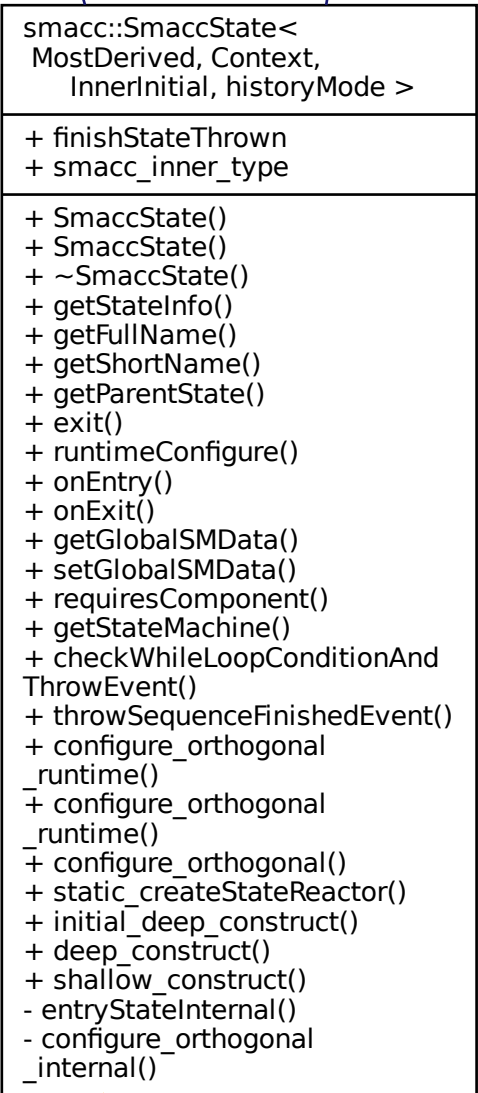 smacc::SmaccState<
MostDerived, Context,
InnerInitial, historyMode >
+ finishStateThrown
+ smacc_inner_type
+ SmaccState()
+ SmaccState()
+ ~SmaccState()
+ getStateInfo()
+ getFullName()
+ getShortName()
+ getParentState()
+ exit()
+ runtimeConfigure()
+ onEntry()
+ onExit()
+ getGlobalSMData()
+ setGlobalSMData()
+ requiresComponent()
+ getStateMachine()
+ checkWhileLoopConditionAnd
ThrowEvent()
+ throwSequenceFinishedEvent()
+ configure_orthogonal
_runtime()
+ configure_orthogonal
_runtime()
+ configure_orthogonal()
+ static_createStateReactor()
+ initial_deep_construct()
+ deep_construct()
+ shallow_construct()
- entryStateInternal()
- configure_orthogonal
_internal()